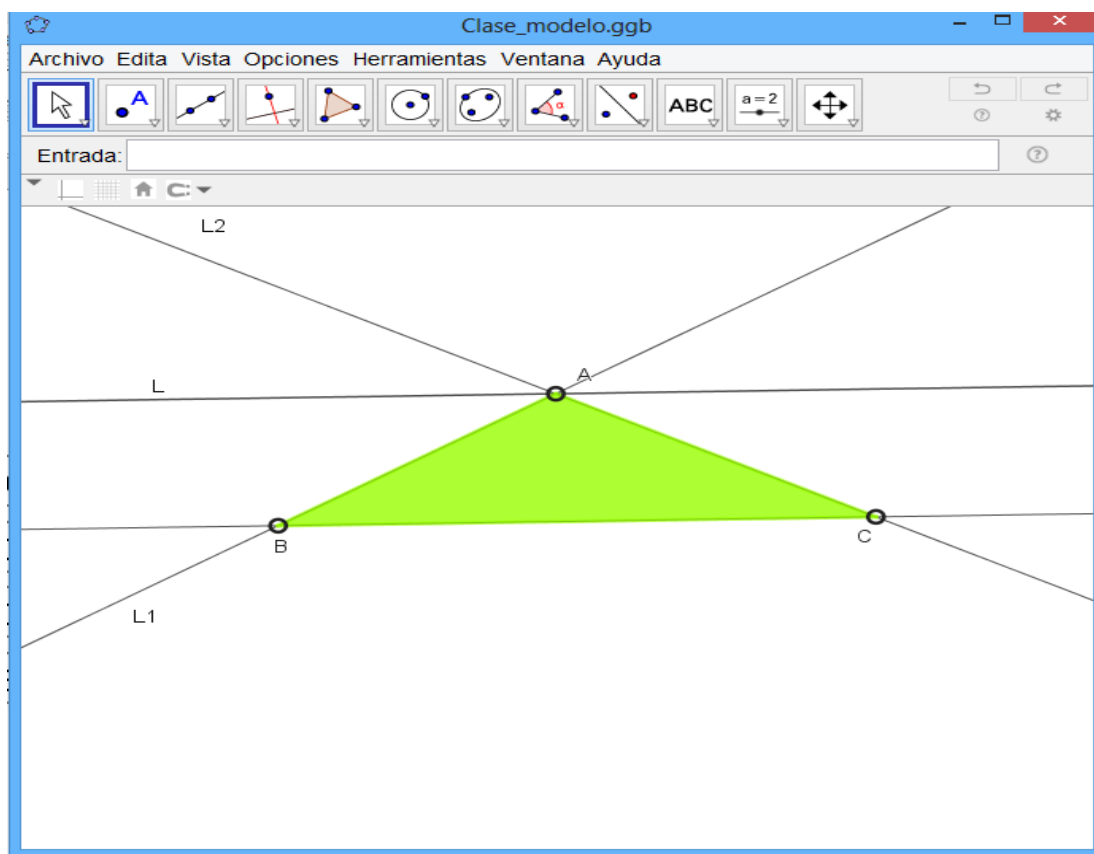 Clase_modelo.ggb
Archivo Edita Vista Opciones Herramientas Ventana Ayuda
A α ABC a=2
Entrada:
L2
L
A
B
C
L1